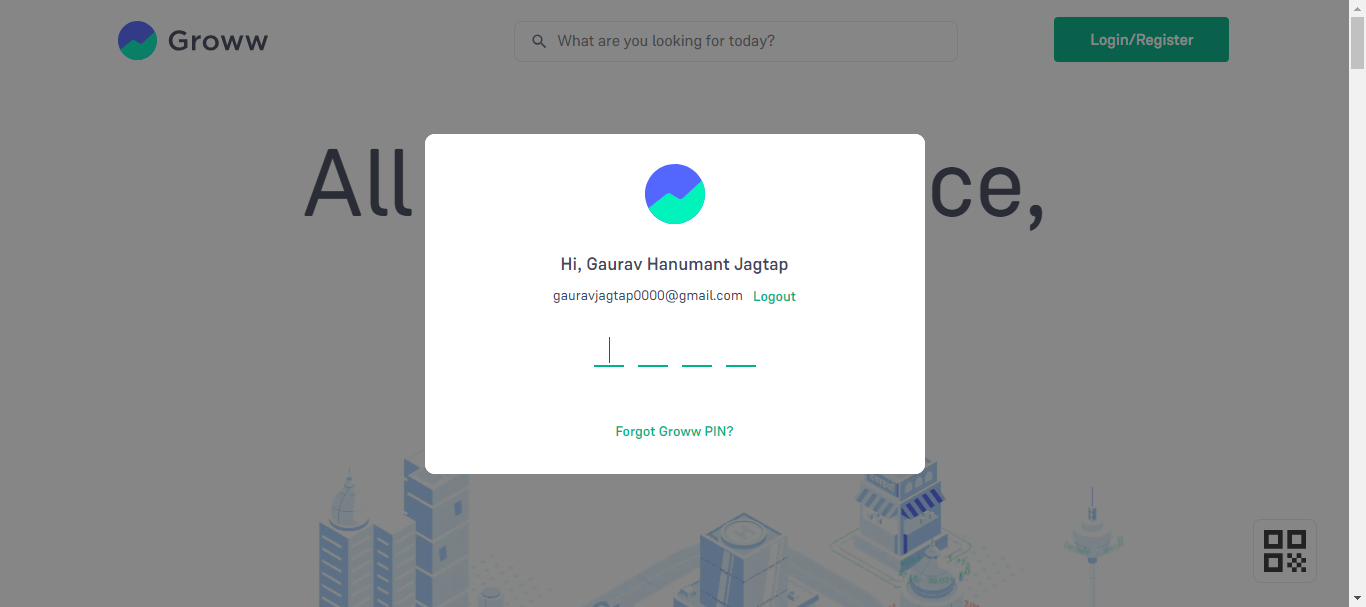 Groww
What are you looking for today?
Login/Register
All ce,
Hi, Gaurav Hanumant Jagtap
gauravjagtap0000@gmail.com Logout
Forgot Groww PIN?